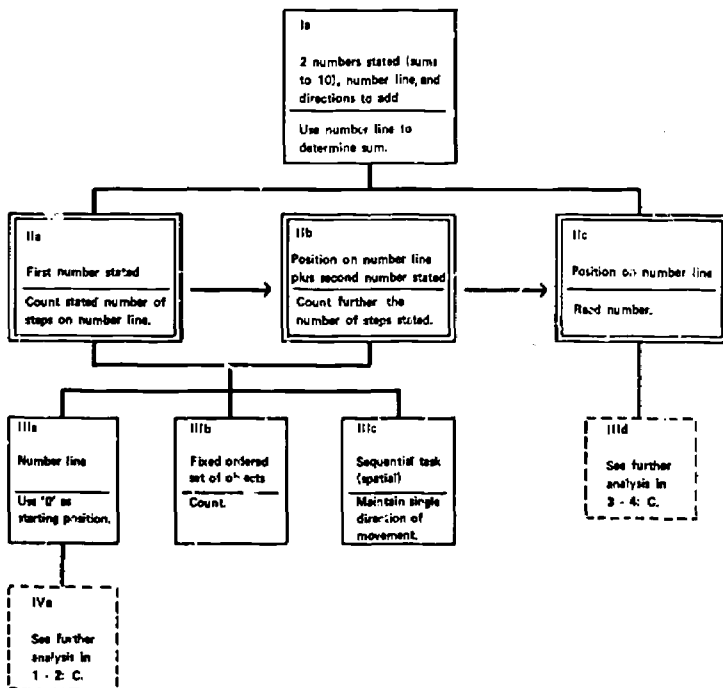 Ia
2 numbers stated (sums
to 10), number line, and
directions to add
Use number line to
determine sum.
IIa
First number stated
Count stated number of
steps on number line.
IIb
Position on number line
plus second number stated
Count further the
number of steps stated.
IIc
Position on number line
Read number.
IIIa
Number line
Use "0" as
starting position.
IIIb
Fixed ordered
set of objects
Count.
IIIc
Sequential task
(spatial)
Maintain single
direction of
movement.
IIId
See further
analysis in
3 - 4: C.
IVa
See further
analysis in
1 - 2: C.